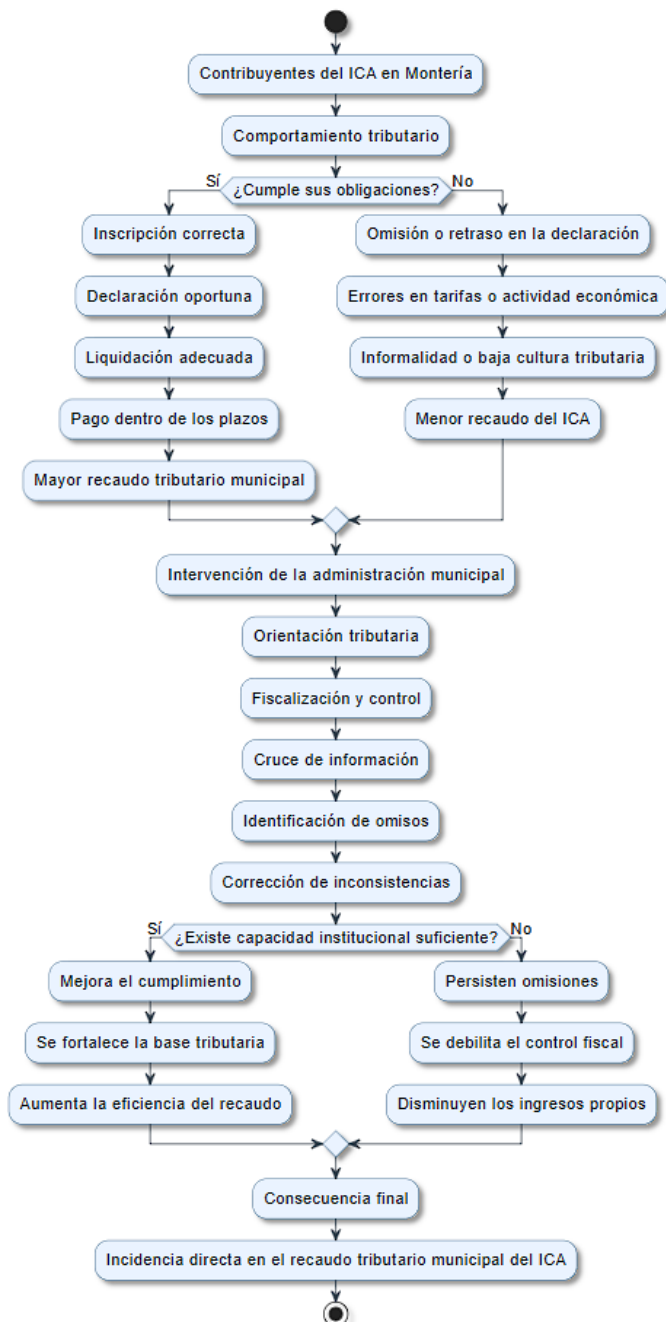 Contribuyentes del ICA en Montería
Comportamiento tributario
¿Cumple sus obligaciones?
Sí
No
Inscripción correcta
Declaración oportuna
Liquidación adecuada
Pago dentro de los plazos
Mayor recaudo tributario municipal
Omisión o retraso en la declaración
Errores en tarifas o actividad económica
Informalidad o baja cultura tributaria
Menor recaudo del ICA
Intervención de la administración municipal
Orientación tributaria
Fiscalización y control
Cruce de información
Identificación de omisos
Corrección de inconsistencias
¿Existe capacidad institucional suficiente?
Sí
No
Mejora el cumplimiento
Se fortalece la base tributaria
Aumenta la eficiencia del recaudo
Persisten omisiones
Se debilita el control fiscal
Disminuyen los ingresos propios
Consecuencia final
Incidencia directa en el recaudo tributario municipal del ICA